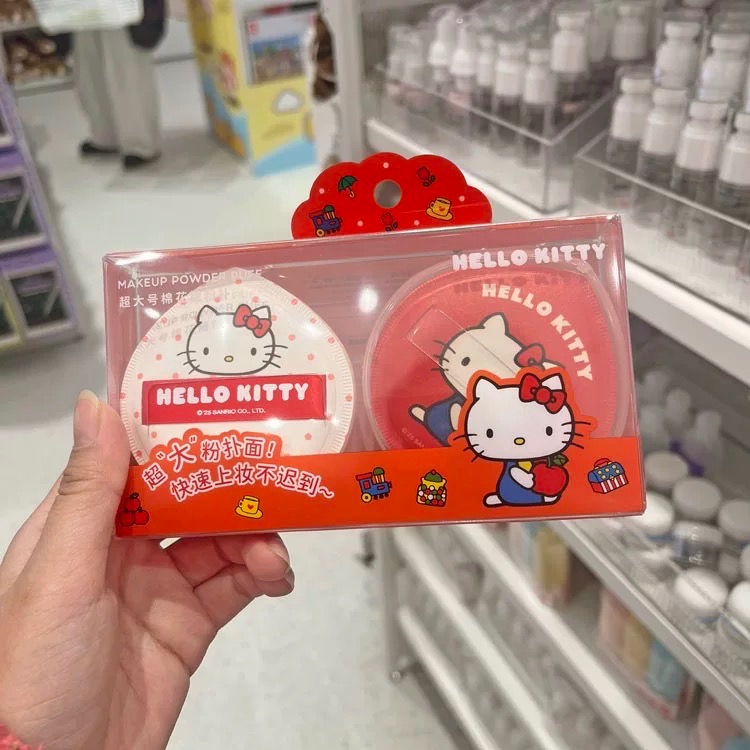 MAKEUP POWDER PUFF
超大号棉花
HELLO KITTY
HELLO KITTY
HELLO KITTY
©'25 SANRIO CO., LTD.
超“大”粉扑面!
快速上妆不迟到~